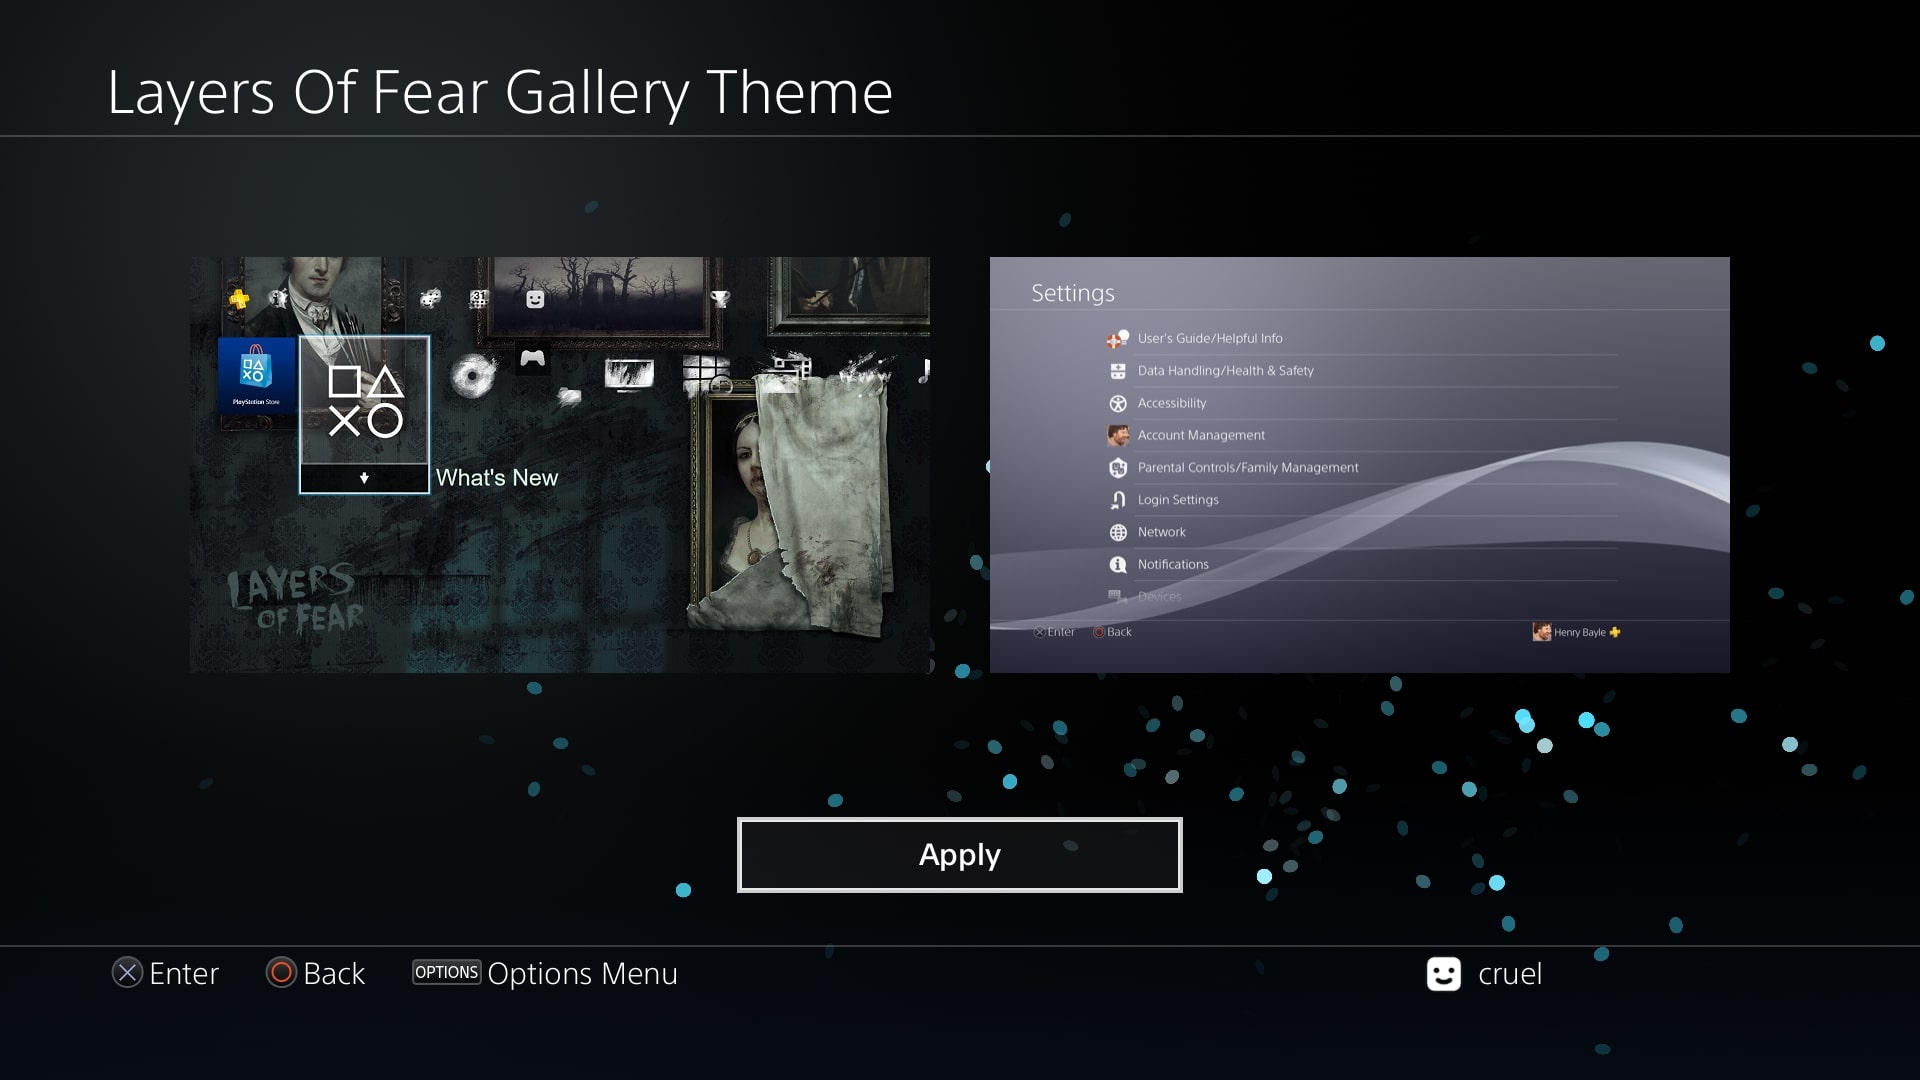 Layers Of Fear Gallery Theme
31
PlayStation Store
What's New
LAYERS
OF FEAR
Settings
User's Guide/Helpful Info
Data Handling/Health & Safety
Accessibility
Account Management
Parental Controls/Family Management
Login Settings
Network
Notifications
Devices
Enter Back
Henry Bayle
Apply
Enter Back OPTIONS Options Menu
cruel